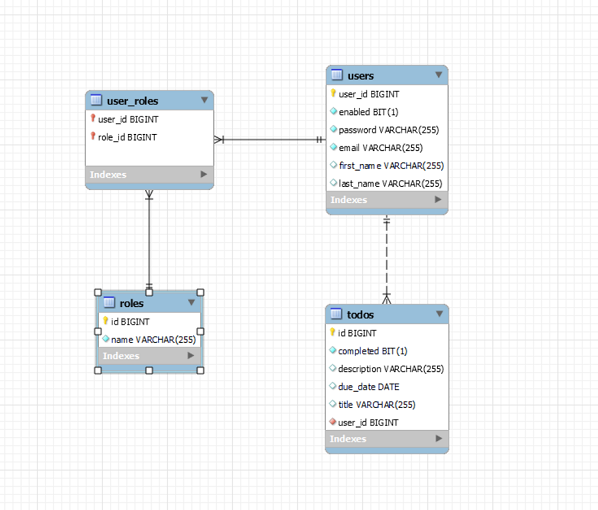 user_roles
user_id BIGINT
role_id BIGINT
Indexes
users
user_id BIGINT
enabled BIT(1)
password VARCHAR(255)
email VARCHAR(255)
first_name VARCHAR(255)
last_name VARCHAR(255)
Indexes
roles
id BIGINT
name VARCHAR(255)
Indexes
todos
id BIGINT
completed BIT(1)
description VARCHAR(255)
due_date DATE
title VARCHAR(255)
user_id BIGINT
Indexes